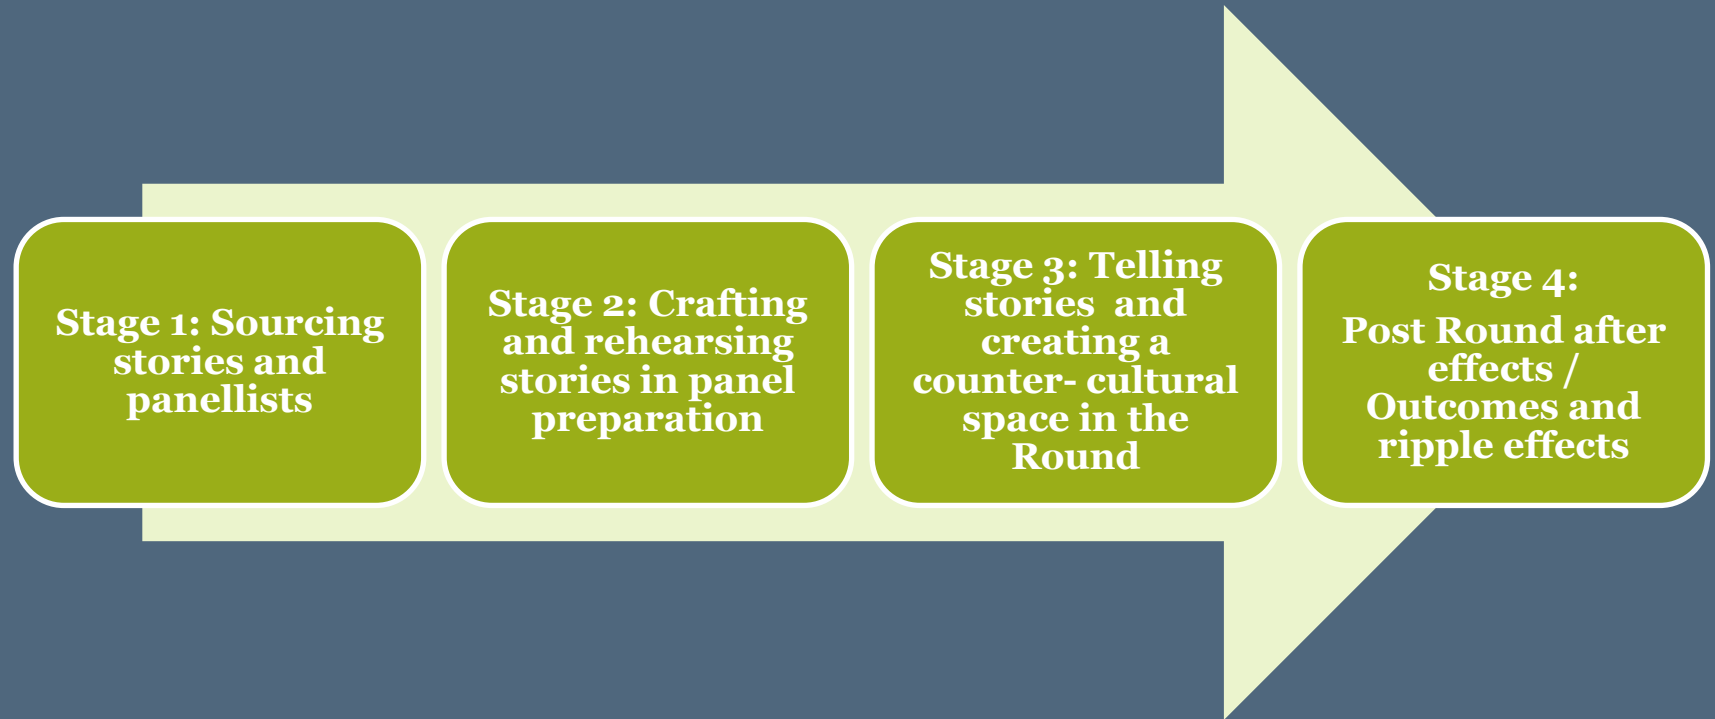 Stage 1: Sourcing
stories and
panellists
Stage 2: Crafting
and rehearsing
stories in panel
preparation
Stage 3: Telling
stories  and
creating a
counter- cultural
space in the
Round
Stage 4:
Post Round after
effects /
Outcomes and
ripple effects